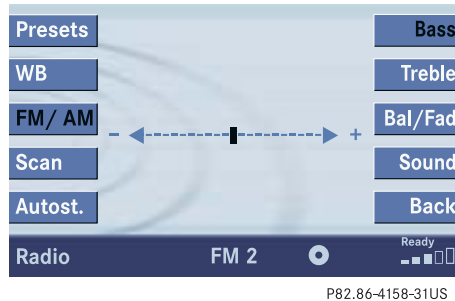 Presets
Bass
WB
Treble
FM/ AM
Bal/Fad
- +
Scan
Sound
Autost.
Back
Radio FM 2 Ready
P82.86-4158-31US